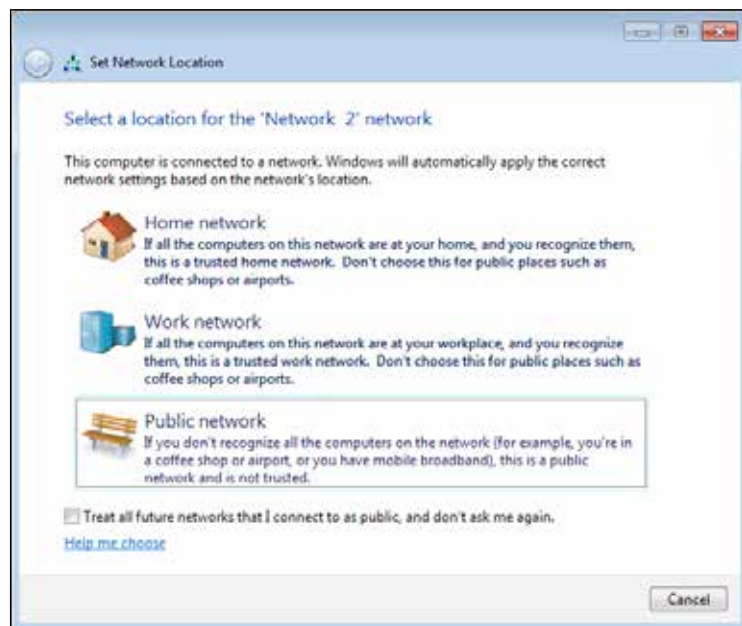 Set Network Location
Select a location for the 'Network 2' network
This computer is connected to a network. Windows will automatically apply the correct
network settings based on the network's location.
Home network
If all the computers on this network are at your home, and you recognize them,
this is a trusted home network. Don't choose this for public places such as
coffee shops or airports.
Work network
If all the computers on this network are at your workplace, and you recognize
them, this is a trusted work network. Don't choose this for public places such as
coffee shops or airports.
Public network
If you don't recognize all the computers on the network (for example, you're in
a coffee shop or airport, or you have mobile broadband), this is a public
network and is not trusted.
Treat all future networks that I connect to as public, and don't ask me again.
Help me choose
Cancel